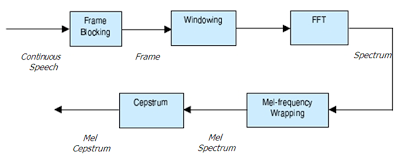 Frame
Blocking
Windowing
FFT
Continuous
Speech
Frame
Spectrum
Cepstrum
Mel-frequency
Wrapping
Mel
Cepstrum
Mel
Spectrum